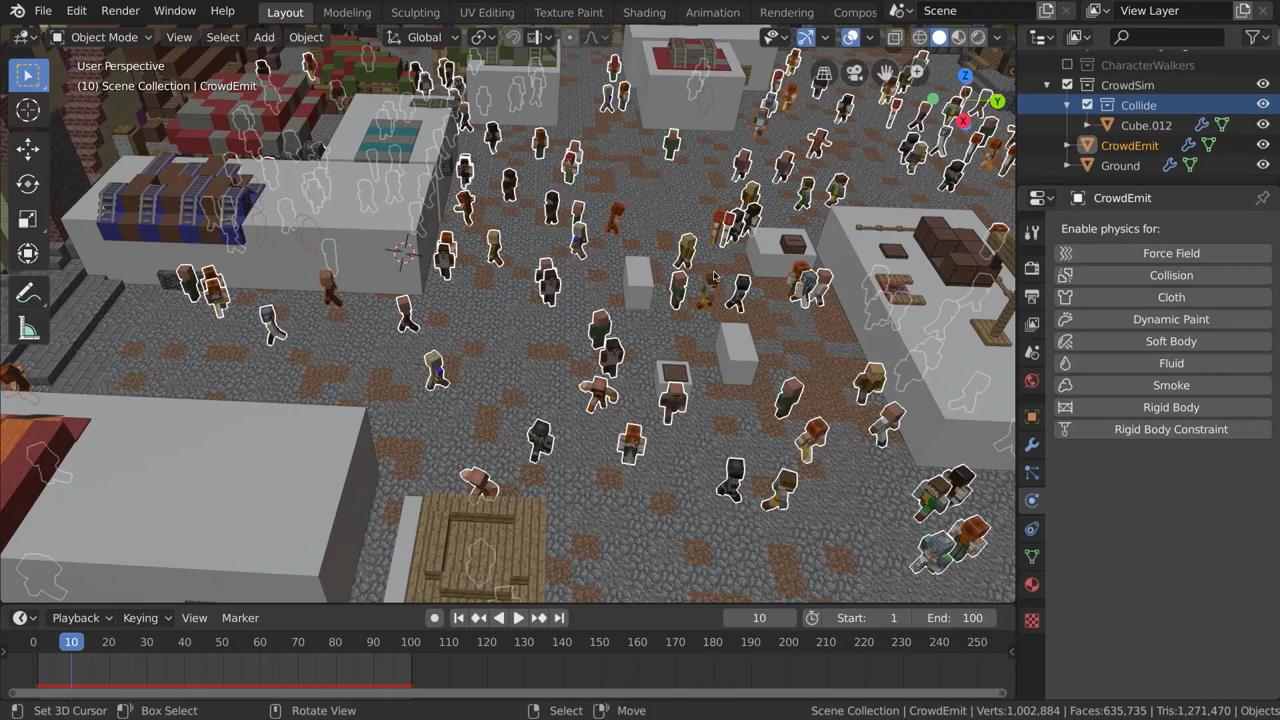 File Edit Render Window Help Layout Modeling Sculpting UV Editing Texture Paint Shading Animation Rendering Compos Scene View Layer
Object Mode View Select Add Object Global
User Perspective
(10) Scene Collection | CrowdEmit
Z
Y
X
CharacterWalkers
CrowdSim
Collide
Cube.012
CrowdEmit
Ground
CrowdEmit
Enable physics for:
Force Field
Collision
Cloth
Dynamic Paint
Soft Body
Fluid
Smoke
Rigid Body
Rigid Body Constraint
Playback Keying View Marker 10 Start: 1 End: 100
0 10 20 30 40 50 60 70 80 90 100 110 120 130 140 150 160 170 180 190 200 210 220 230 240 250
Set 3D Cursor Box Select Rotate View Select Move Scene Collection | CrowdEmit | Verts:1,002,884 | Faces:635,735 | Tris:1,271,470 | Objects